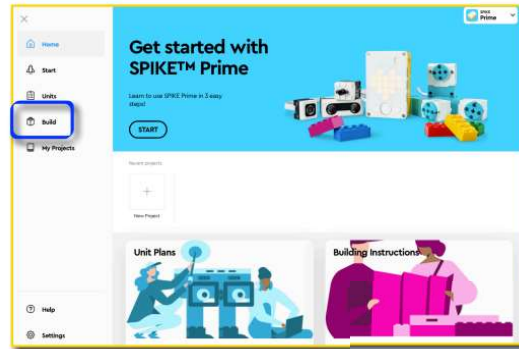 Home
Start
Units
Build
My Projects
Help
Settings
SPIKE
Prime
Get started with
SPIKE™ Prime
Learn to use SPIKE Prime in 3 easy
steps!
START
Recent projects
New Project
Unit Plans
Building Instructions